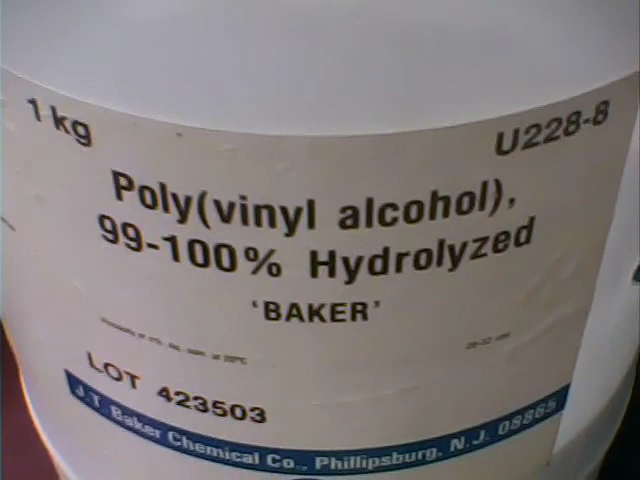 1 kg
U228-8
Poly(vinyl alcohol),
99-100% Hydrolyzed
'BAKER'
LOT 423503
J.T. Baker Chemical Co., Phillipsburg, N.J. 08865